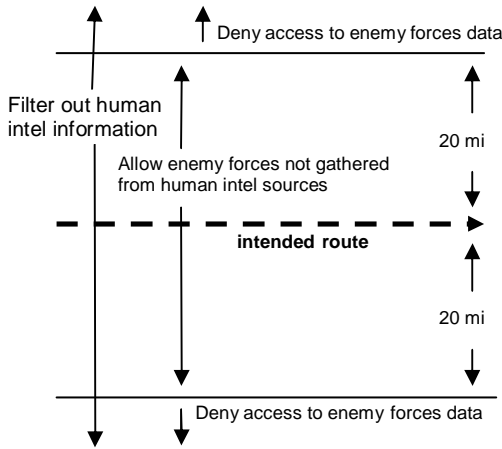 Deny access to enemy forces data
Filter out human
intel information
20 mi
Allow enemy forces not gathered
from human intel sources
intended route
20 mi
Deny access to enemy forces data